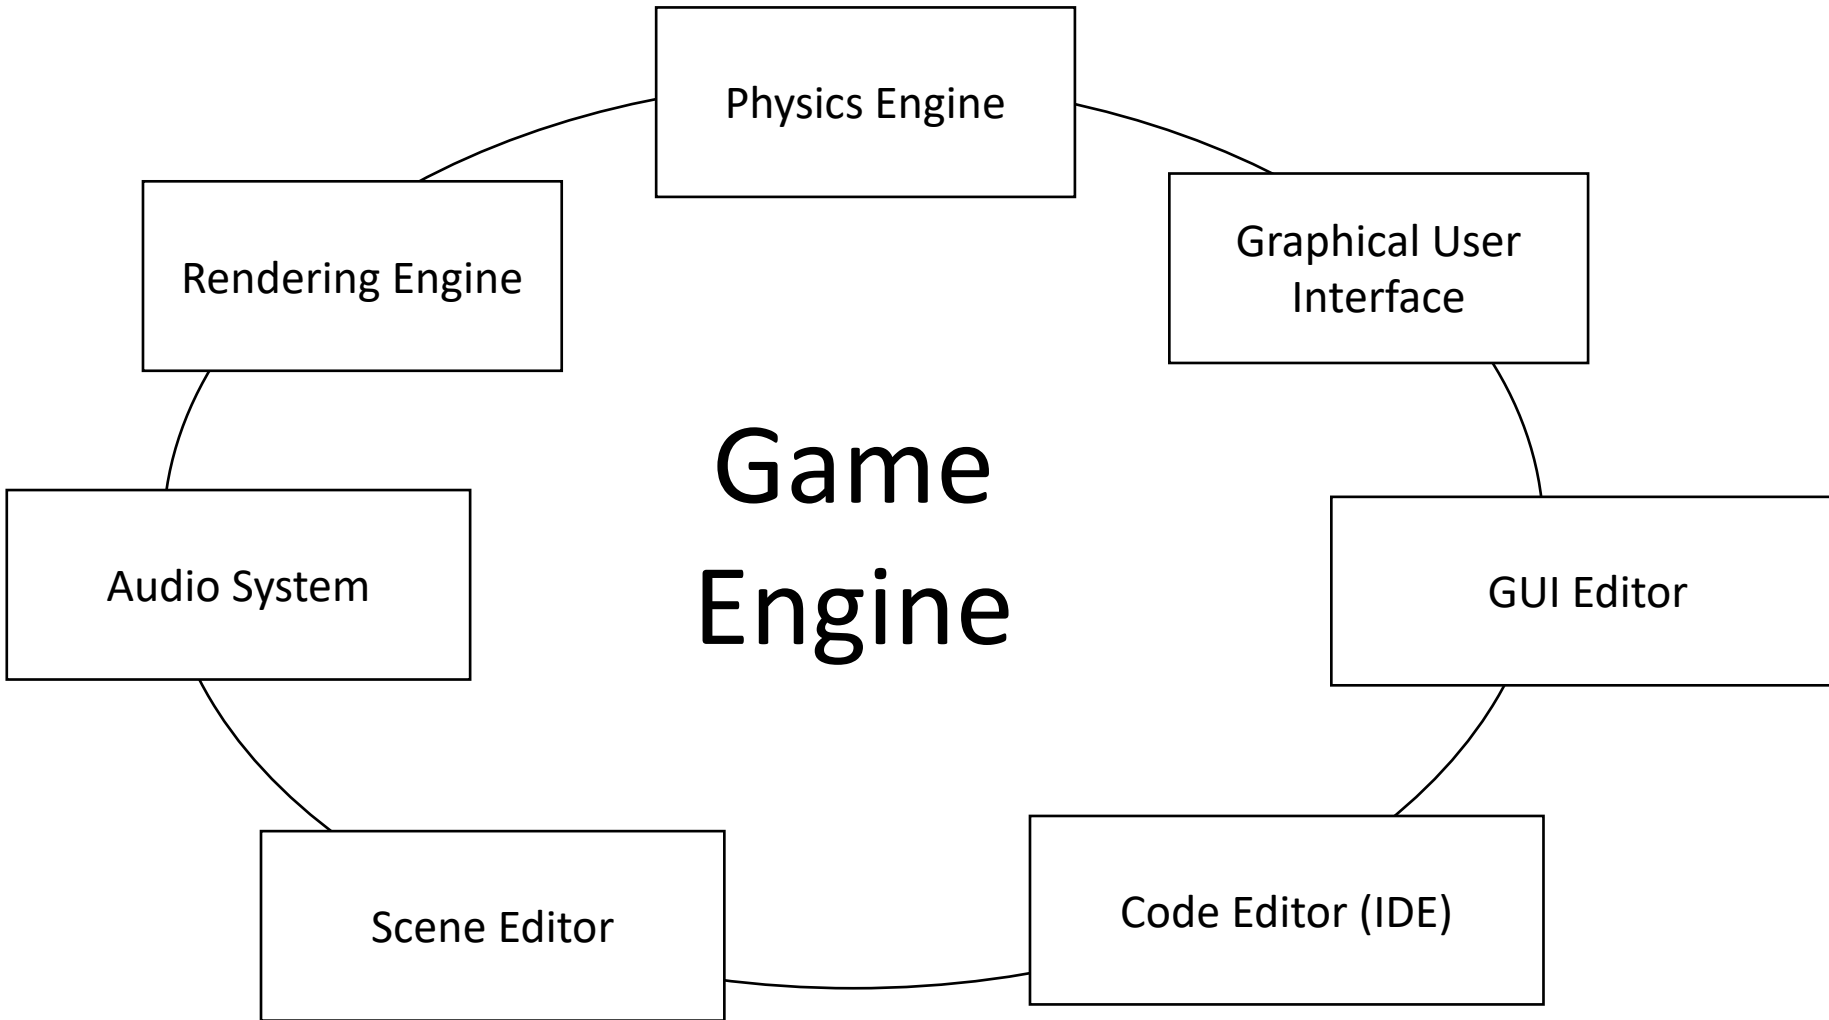 Physics Engine
Graphical User
Interface
Rendering Engine
Game
Engine
Audio System
GUI Editor
Code Editor (IDE)
Scene Editor